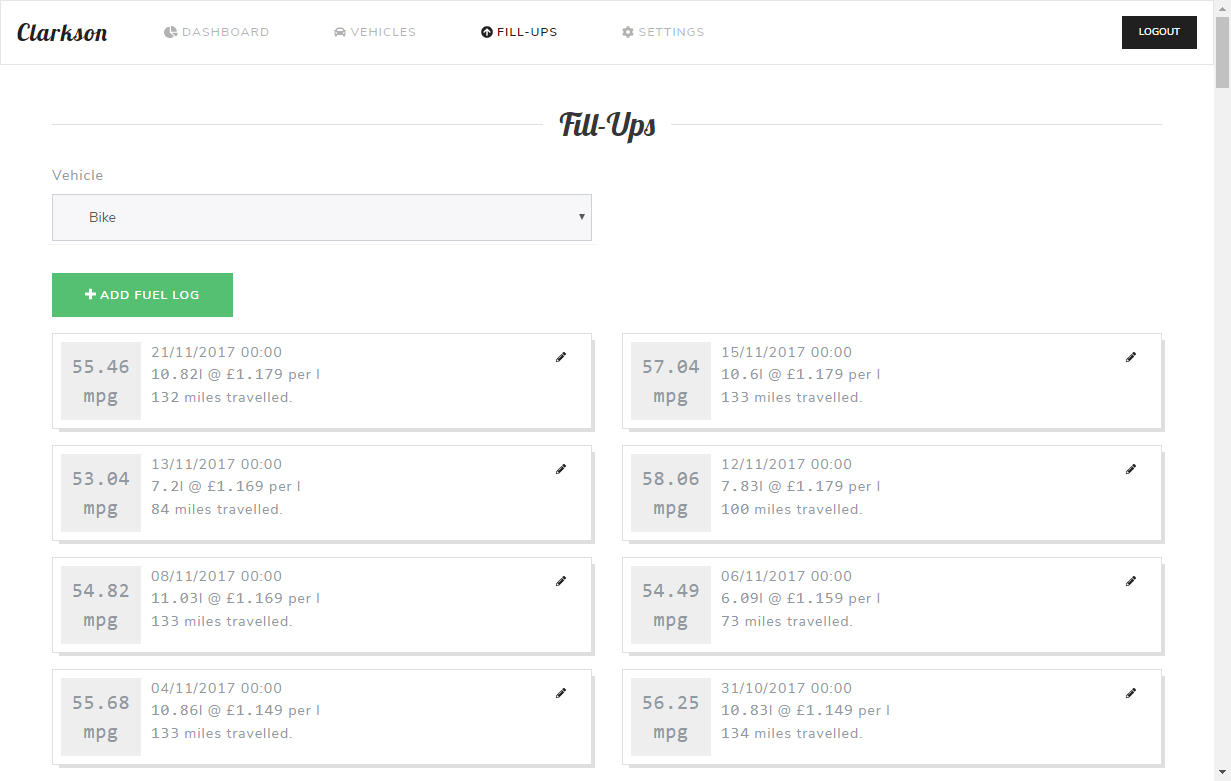 Clarkson
DASHBOARD
VEHICLES
FILL-UPS
SETTINGS
LOGOUT
Fill-Ups
Vehicle
Bike
ADD FUEL LOG
55.46
mpg
21/11/2017 00:00
10.82l @ £1.179 per l
132 miles travelled.
57.04
mpg
15/11/2017 00:00
10.6l @ £1.179 per l
133 miles travelled.
53.04
mpg
13/11/2017 00:00
7.2l @ £1.169 per l
84 miles travelled.
58.06
mpg
12/11/2017 00:00
7.83l @ £1.179 per l
100 miles travelled.
54.82
mpg
08/11/2017 00:00
11.03l @ £1.169 per l
133 miles travelled.
54.49
mpg
06/11/2017 00:00
6.09l @ £1.159 per l
73 miles travelled.
55.68
mpg
04/11/2017 00:00
10.86l @ £1.149 per l
133 miles travelled.
56.25
mpg
31/10/2017 00:00
10.83l @ £1.149 per l
134 miles travelled.